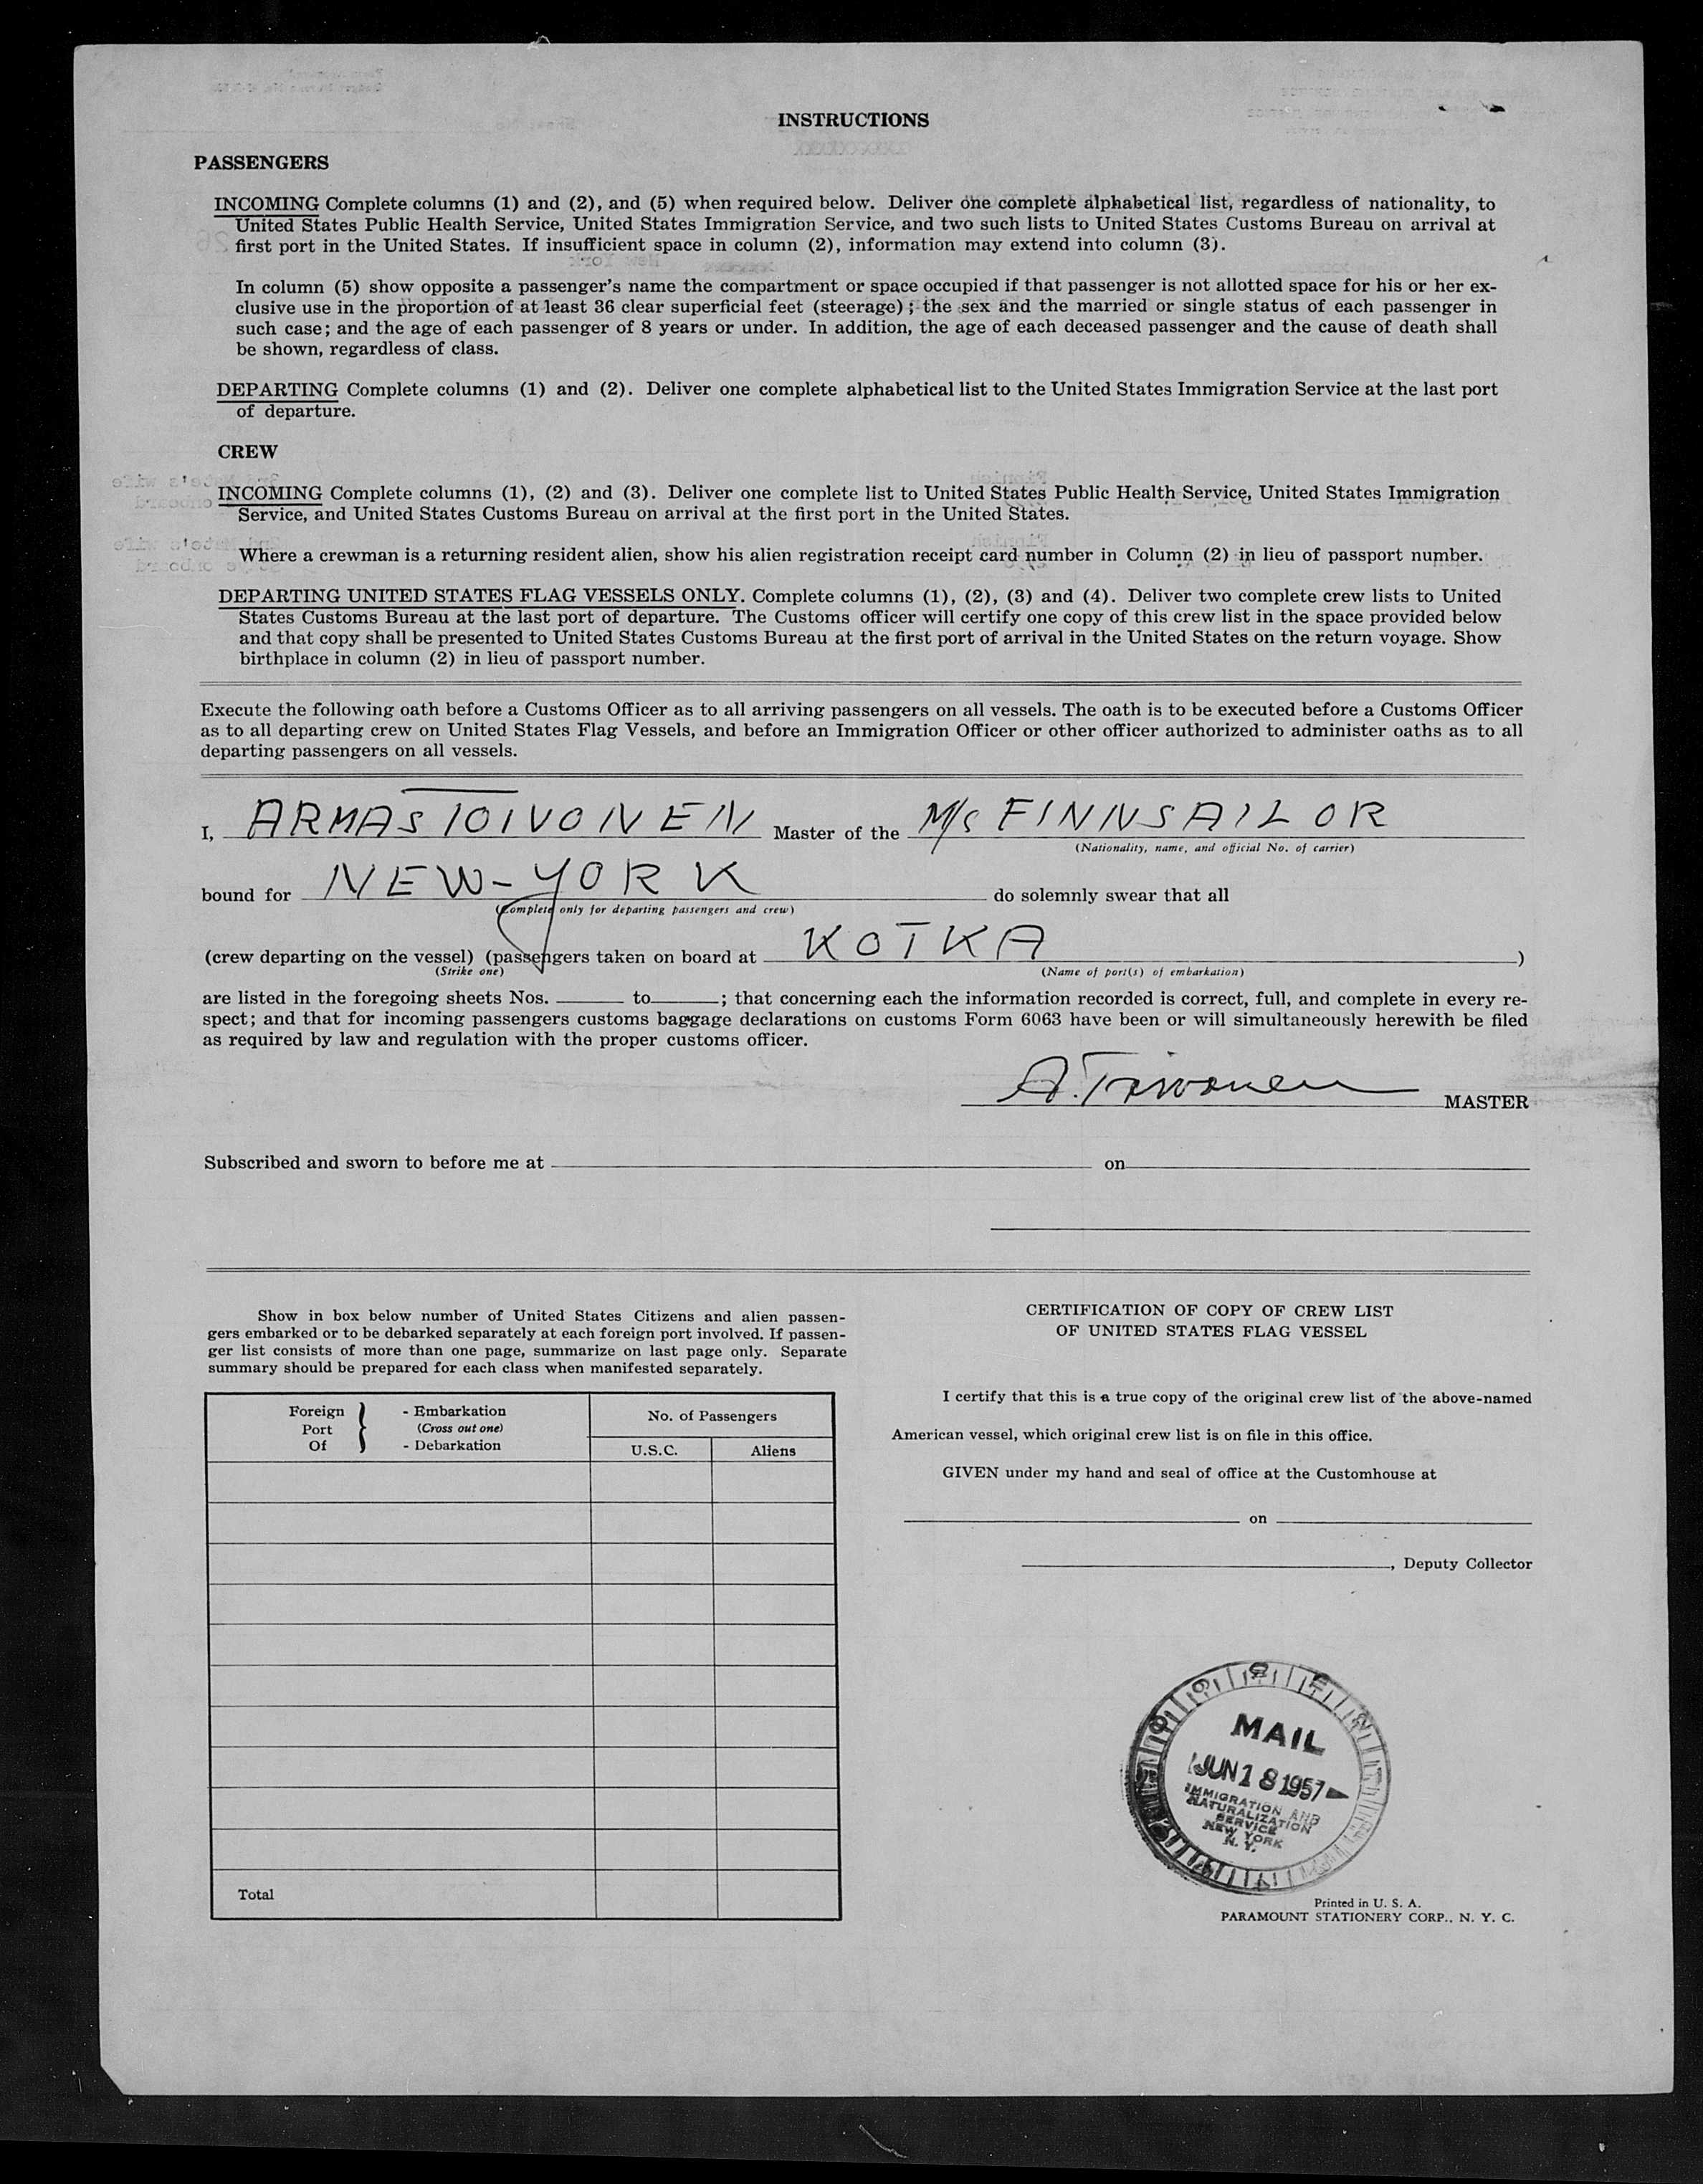 INSTRUCTIONS
PASSENGERS
INCOMING Complete columns (1) and (2), and (5) when required below. Deliver one complete alphabetical list, regardless of nationality, to
United States Public Health Service, United States Immigration Service, and two such lists to United States Customs Bureau on arrival at
first port in the United States. If insufficient space in column (2), information may extend into column (3).
In column (5) show opposite a passenger's name the compartment or space occupied if that passenger is not allotted space for his or her ex-
clusive use in the proportion of at least 36 clear superficial feet (steerage); the sex and the married or single status of each passenger in
such case; and the age of each passenger of 8 years or under. In addition, the age of each deceased passenger and the cause of death shall
be shown, regardless of class.
DEPARTING Complete columns (1) and (2). Deliver one complete alphabetical list to the United States Immigration Service at the last port
of departure.
CREW
INCOMING Complete columns (1), (2) and (3). Deliver one complete list to United States Public Health Service, United States Immigration
Service, and United States Customs Bureau on arrival at the first port in the United States.
Where a crewman is a returning resident alien, show his alien registration receipt card number in Column (2) in lieu of passport number.
DEPARTING UNITED STATES FLAG VESSELS ONLY. Complete columns (1), (2), (3) and (4). Deliver two complete crew lists to United
States Customs Bureau at the last port of departure. The Customs officer will certify one copy of this crew list in the space provided below
and that copy shall be presented to United States Customs Bureau at the first port of arrival in the United States on the return voyage. Show
birthplace in column (2) in lieu of passport number.
Execute the following oath before a Customs Officer as to all arriving passengers on all vessels. The oath is to be executed before a Customs Officer
as to all departing crew on United States Flag Vessels, and before an Immigration Officer or other officer authorized to administer oaths as to all
departing passengers on all vessels.
I, ARMAS TOIVONEN Master of the M/S FINNSAILOR
(Nationality, name, and official No. of carrier)
bound for NEW-YORK do solemnly swear that all
(Complete only for departing passengers and crew)
(crew departing on the vessel) (passengers taken on board at KOTKA )
(Strike one) (Name of port(s) of embarkation)
are listed in the foregoing sheets Nos. to ; that concerning each the information recorded is correct, full, and complete in every re-
spect; and that for incoming passengers customs baggage declarations on customs Form 6063 have been or will simultaneously herewith be filed
as required by law and regulation with the proper customs officer.
A. Toivonen MASTER
Subscribed and sworn to before me at on
Show in box below number of United States Citizens and alien passen-
gers embarked or to be debarked separately at each foreign port involved. If passen-
ger list consists of more than one page, summarize on last page only. Separate
summary should be prepared for each class when manifested separately.
Foreign Port Of } - Embarkation
(Cross out one)
- Debarkation
No. of Passengers
U.S.C. Aliens
Total
CERTIFICATION OF COPY OF CREW LIST
OF UNITED STATES FLAG VESSEL
I certify that this is a true copy of the original crew list of the above-named
American vessel, which original crew list is on file in this office.
GIVEN under my hand and seal of office at the Customhouse at
on
, Deputy Collector
MAIL
JUN 18 1957
IMMIGRATION AND
NATURALIZATION
SERVICE
NEW YORK
N. Y.
Printed in U. S. A.
PARAMOUNT STATIONERY CORP., N. Y. C.